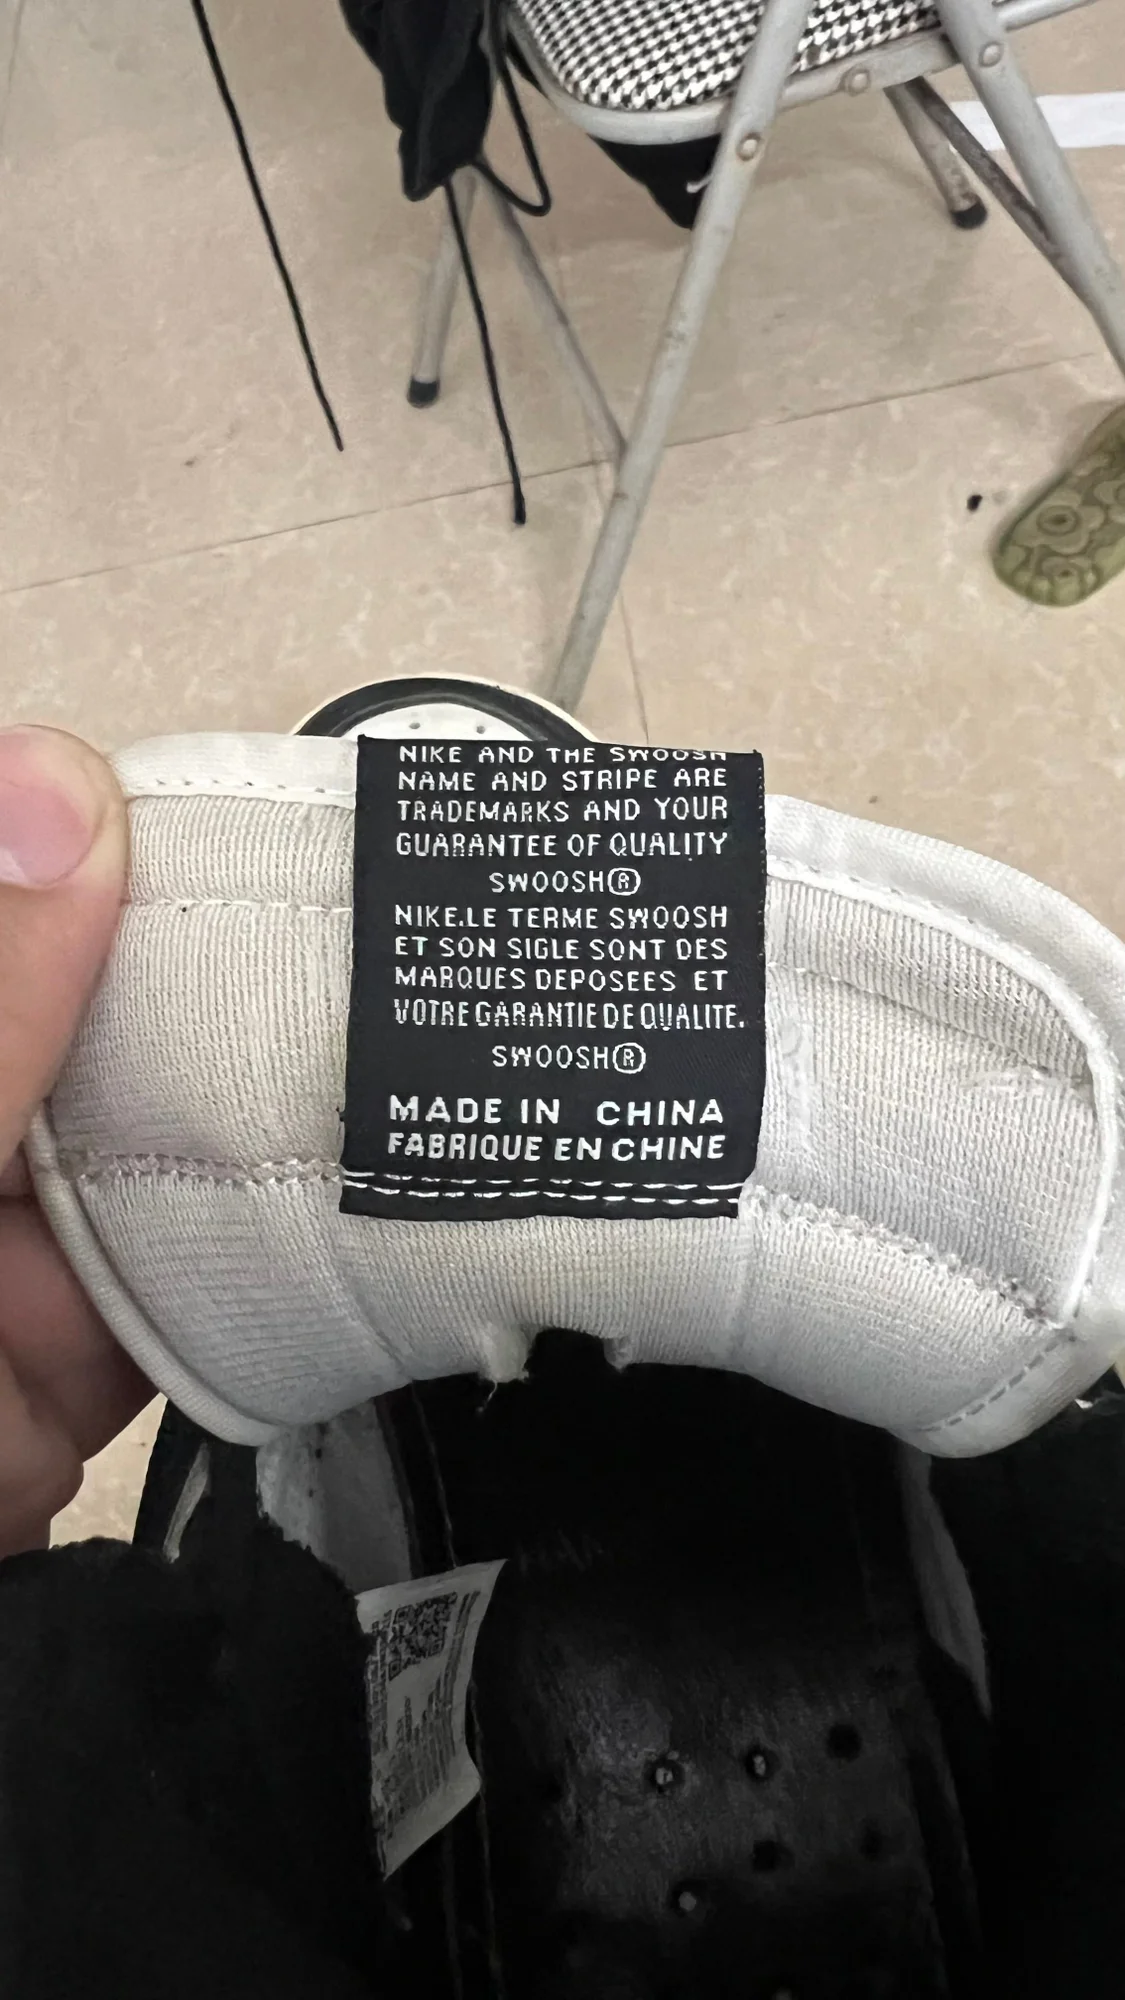 NIKE AND THE SWOOSH
NAME AND STRIPE ARE
TRADEMARKS AND YOUR
GUARANTEE OF QUALITY
SWOOSH®
NIKE.LE TERME SWOOSH
ET SON SIGLE SONT DES
MARQUES DEPOSEES ET
VOTRE GARANTIE DE QUALITE.
SWOOSH®
MADE IN CHINA
FABRIQUE EN CHINE